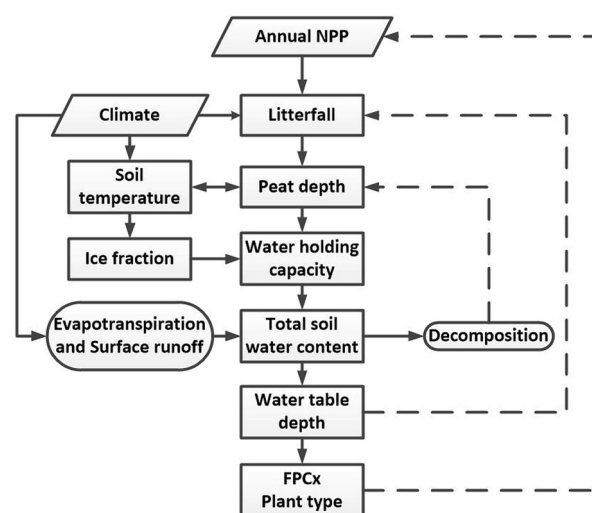 Annual NPP
Climate
Litterfall
Soil
temperature
Peat depth
Ice fraction
Water holding
capacity
Evapotranspiration
and Surface runoff
Total soil
water content
Decomposition
Water table
depth
FPCx
Plant type